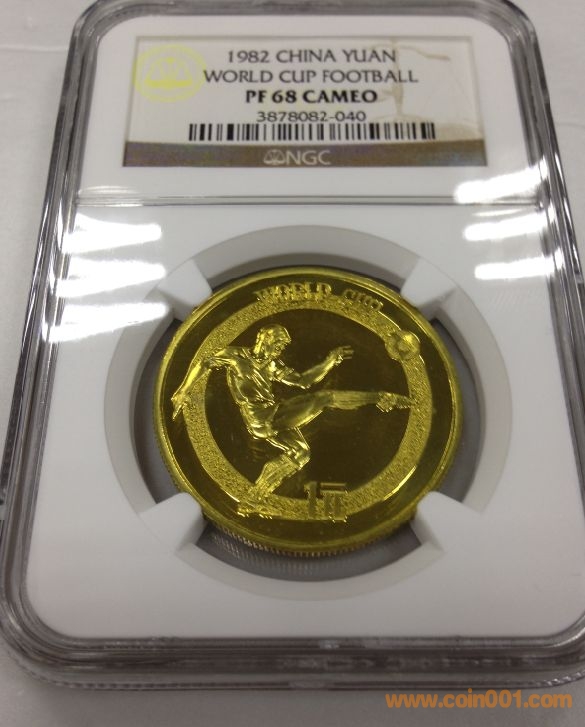 1982 CHINA YUAN
WORLD CUP FOOTBALL
PF 68 CAMEO
3878082-040
NGC
WORLD CUP
1元
www.coin001.com